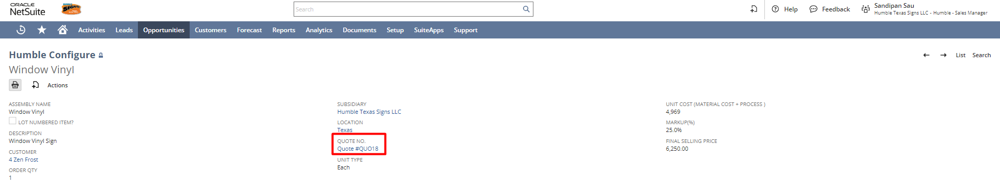 ORACLE
NETSUITE
SIGNCO
Search
Help
Feedback
Sandipan Sau
Humble Texas Signs LLC - Humble - Sales Manager
Activities
Leads
Opportunities
Customers
Forecast
Reports
Analytics
Documents
Setup
SuiteApps
Support
Humble Configure
List
Search
Window Vinyl
Actions
ASSEMBLY NAME
Window Vinyl
LOT NUMBERED ITEM?
DESCRIPTION
Window Vinyl Sign
CUSTOMER
4 Zen Frost
ORDER QTY
1
SUBSIDIARY
Humble Texas Signs LLC
LOCATION
Texas
QUOTE NO.
Quote #QUO18
UNIT TYPE
Each
UNIT COST (MATERIAL COST + PROCESS )
4,969
MARKUP(%)
25.0%
FINAL SELLING PRICE
6,250.00